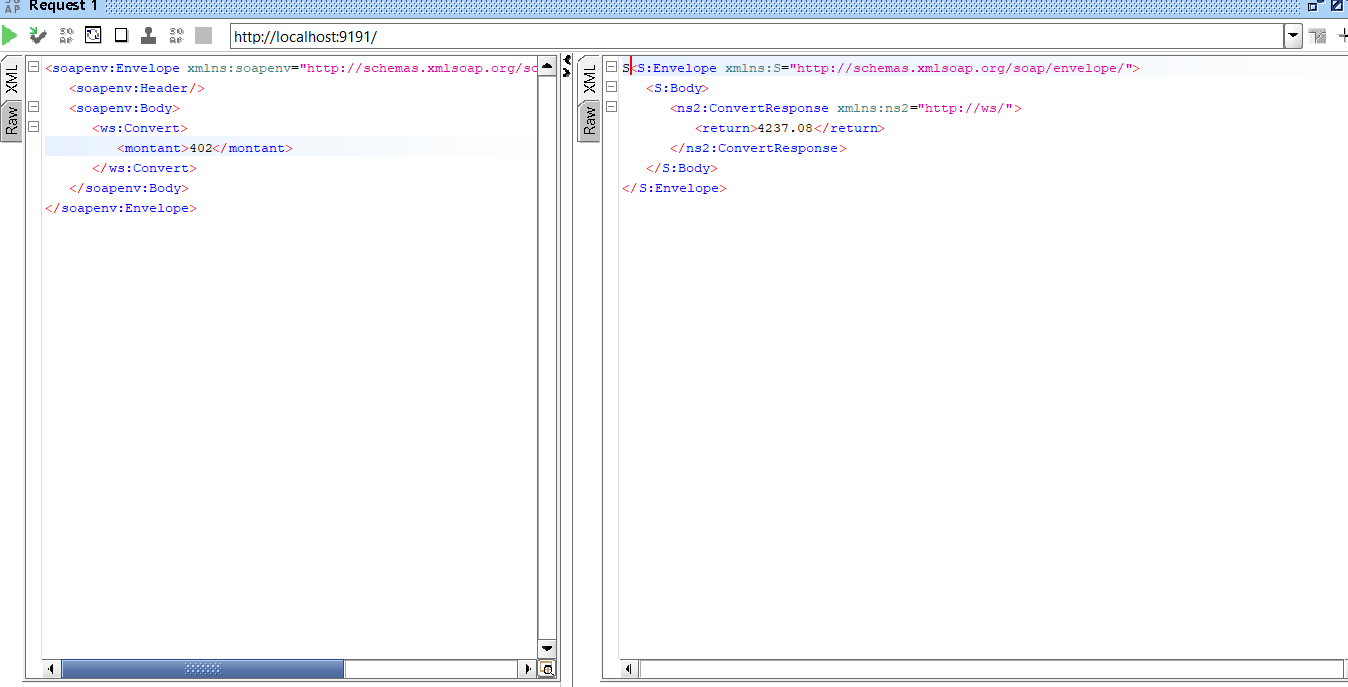 Request 1
http://localhost:9191/
XML
Raw
<soapenv:Envelope xmlns:soapenv="http://schemas.xmlsoap.org/so
<soapenv:Header/>
<soapenv:Body>
<ws:Convert>
<montant>402</montant>
</ws:Convert>
</soapenv:Body>
</soapenv:Envelope>
XML
Raw
S<S:Envelope xmlns:S="http://schemas.xmlsoap.org/soap/envelope/">
<S:Body>
<ns2:ConvertResponse xmlns:ns2="http://ws/">
<return>4237.08</return>
</ns2:ConvertResponse>
</S:Body>
</S:Envelope>